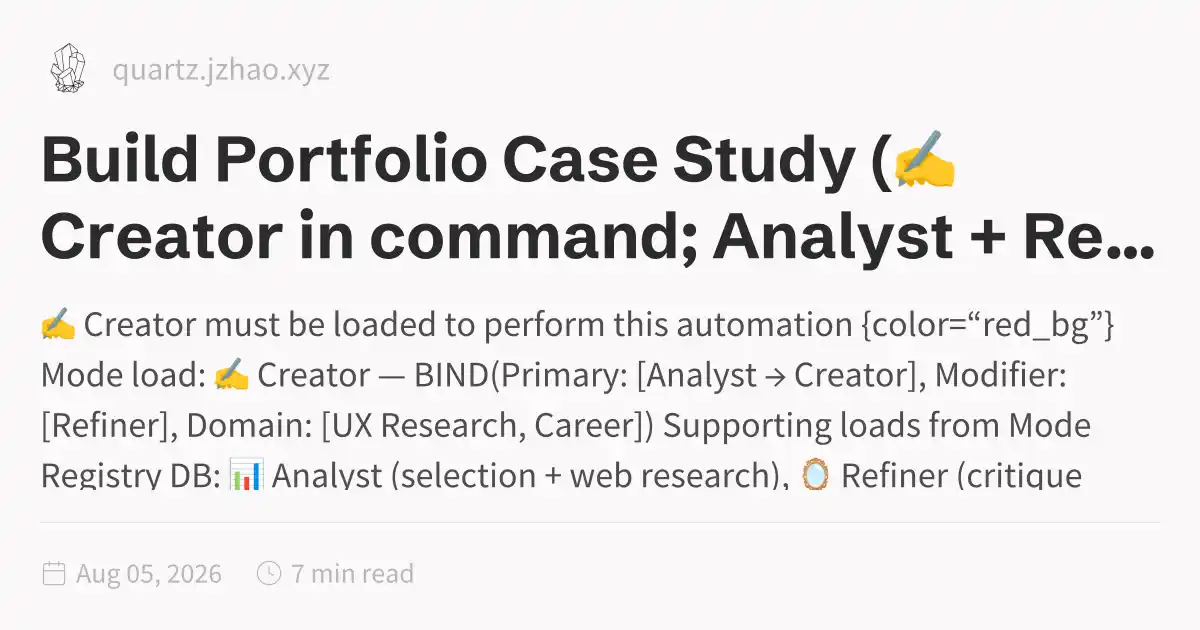 quartz.jzhao.xyz
Build Portfolio Case Study (✍️
Creator in command; Analyst + Re...
✍️ Creator must be loaded to perform this automation {color=“red_bg”}
Mode load: ✍️ Creator — BIND(Primary: [Analyst → Creator], Modifier:
[Refiner], Domain: [UX Research, Career]) Supporting loads from Mode
Registry DB: 📊 Analyst (selection + web research), 🪞 Refiner (critique
Aug 05, 2026 7 min read